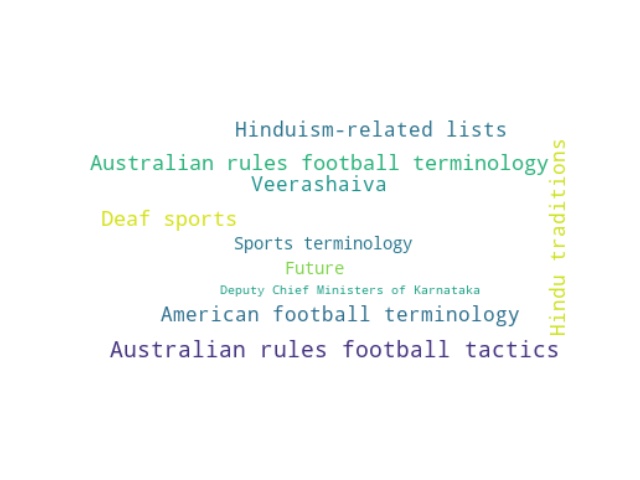 Hinduism-related lists
Australian rules football terminology
Veerashaiva
Hindu traditions
Deaf sports
Sports terminology
Future
Deputy Chief Ministers of Karnataka
American football terminology
Australian rules football tactics